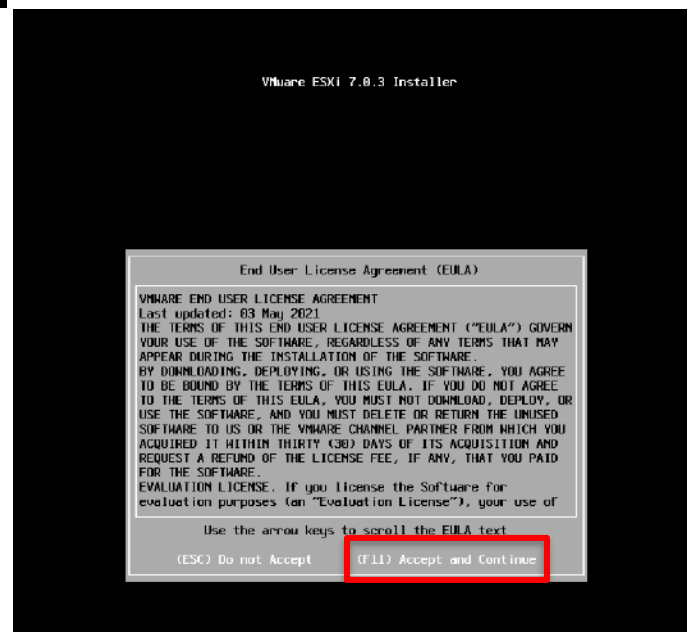 VMware ESXi 7.0.3 Installer
End User License Agreement (EULA)
VMWARE END USER LICENSE AGREEMENT
Last updated: 03 May 2021
THE TERMS OF THIS END USER LICENSE AGREEMENT ("EULA") GOVERN
YOUR USE OF THE SOFTWARE, REGARDLESS OF ANY TERMS THAT MAY
APPEAR DURING THE INSTALLATION OF THE SOFTWARE.
BY DOWNLOADING, DEPLOYING, OR USING THE SOFTWARE, YOU AGREE
TO BE BOUND BY THE TERMS OF THIS EULA. IF YOU DO NOT AGREE
TO THE TERMS OF THIS EULA, YOU MUST NOT DOWNLOAD, DEPLOY, OR
USE THE SOFTWARE, AND YOU MUST DELETE OR RETURN THE UNUSED
SOFTWARE TO US OR THE VMWARE CHANNEL PARTNER FROM WHICH YOU
ACQUIRED IT WITHIN THIRTY (30) DAYS OF ITS ACQUISITION AND
REQUEST A REFUND OF THE LICENSE FEE, IF ANY, THAT YOU PAID
FOR THE SOFTWARE.
EVALUATION LICENSE. If you license the Software for
evaluation purposes (an "Evaluation License"), your use of
Use the arrow keys to scroll the EULA text
(ESC) Do not Accept (F11) Accept and Continue